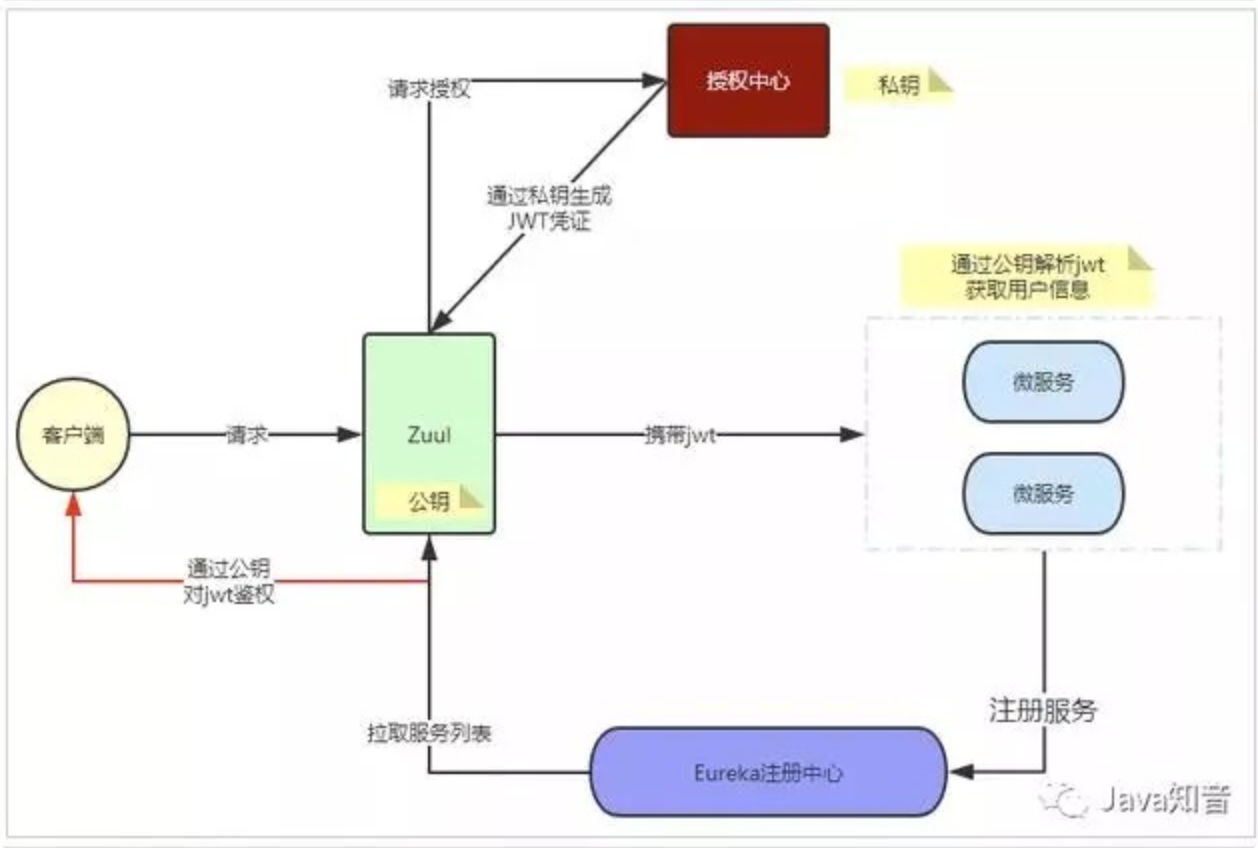 请求授权
授权中心
私钥
通过私钥生成
JWT凭证
通过公钥解析jwt
获取用户信息
微服务
客户端
请求
Zuul
携带jwt
微服务
公钥
通过公钥
对jwt鉴权
注册服务
拉取服务列表
Eureka注册中心
Java知音